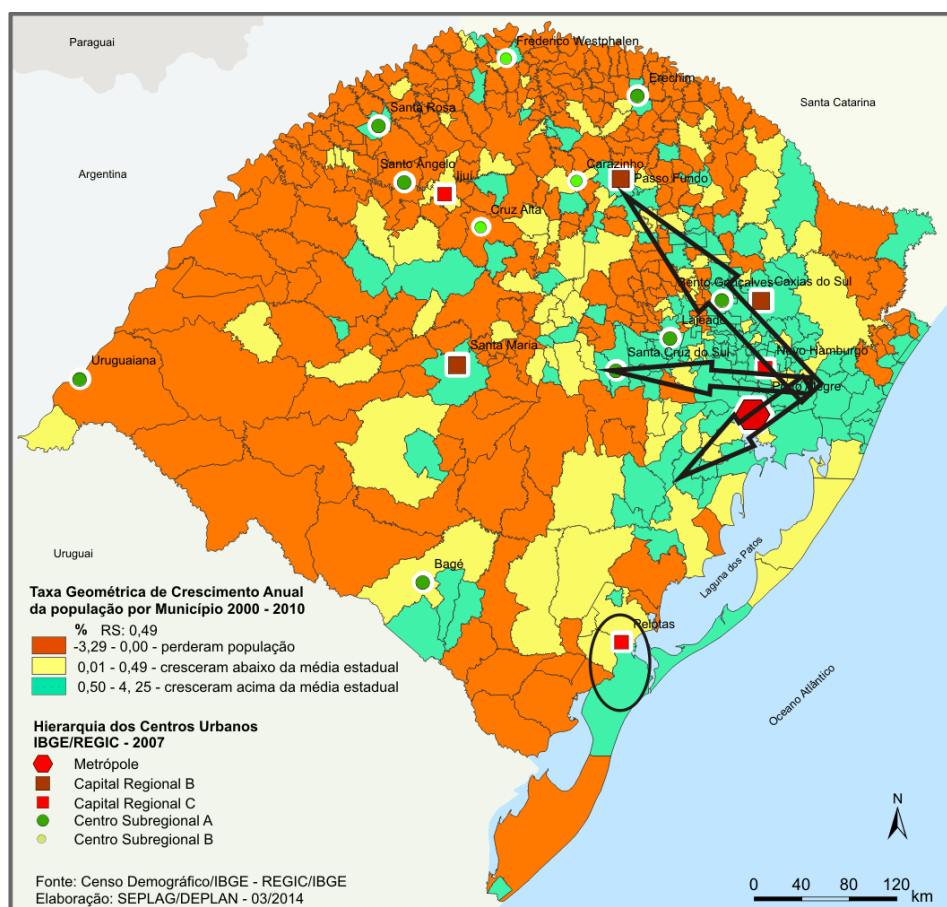 Paraguai
Frederico Westphalen
Erechim
Santa Catarina
Santa Rosa
Argentina
Santo Ângelo
Ijuí
Carazinho
Passo Fundo
Cruz Alta
Bento Gonçalves
Caxias do Sul
Lajeado
Santa Maria
Santa Cruz do Sul
Novo Hamburgo
Uruguaiana
Porto Alegre
Uruguai
Bagé
Laguna dos Patos
Pelotas
Oceano Atlântico
Taxa Geométrica de Crescimento Anual
da população por Município 2000 - 2010
% RS: 0,49
-3,29 - 0,00 - perderam população
0,01 - 0,49 - cresceram abaixo da média estadual
0,50 - 4, 25 - cresceram acima da média estadual
Hierarquia dos Centros Urbanos
IBGE/REGIC - 2007
Metrópole
Capital Regional B
Capital Regional C
Centro Subregional A
Centro Subregional B
Fonte: Censo Demográfico/IBGE - REGIC/IBGE
Elaboração: SEPLAG/DEPLAN - 03/2014
N
0 40 80 120
km